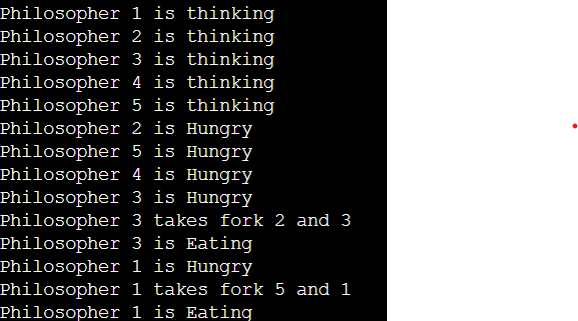 Philosopher 1 is thinking
Philosopher 2 is thinking
Philosopher 3 is thinking
Philosopher 4 is thinking
Philosopher 5 is thinking
Philosopher 2 is Hungry
Philosopher 5 is Hungry
Philosopher 4 is Hungry
Philosopher 3 is Hungry
Philosopher 3 takes fork 2 and 3
Philosopher 3 is Eating
Philosopher 1 is Hungry
Philosopher 1 takes fork 5 and 1
Philosopher 1 is Eating